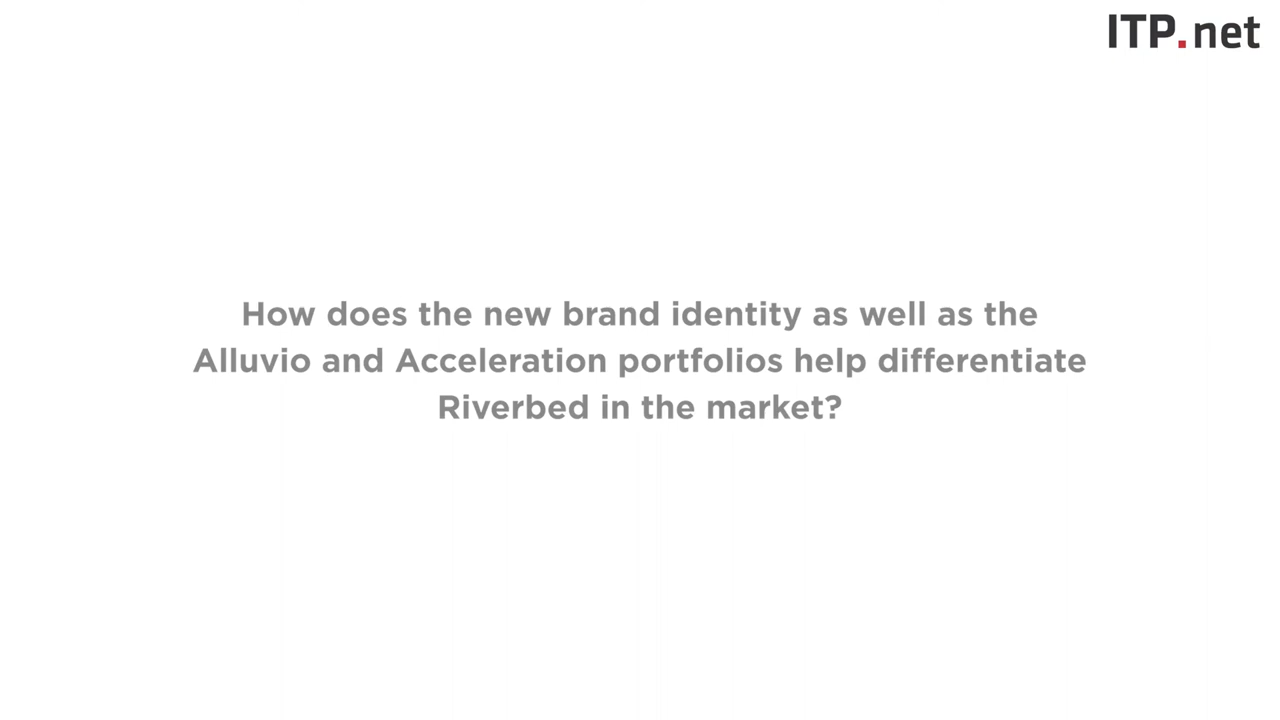 ITP.net
How does the new brand identity as well as the
Alluvio and Acceleration portfolios help differentiate
Riverbed in the market?